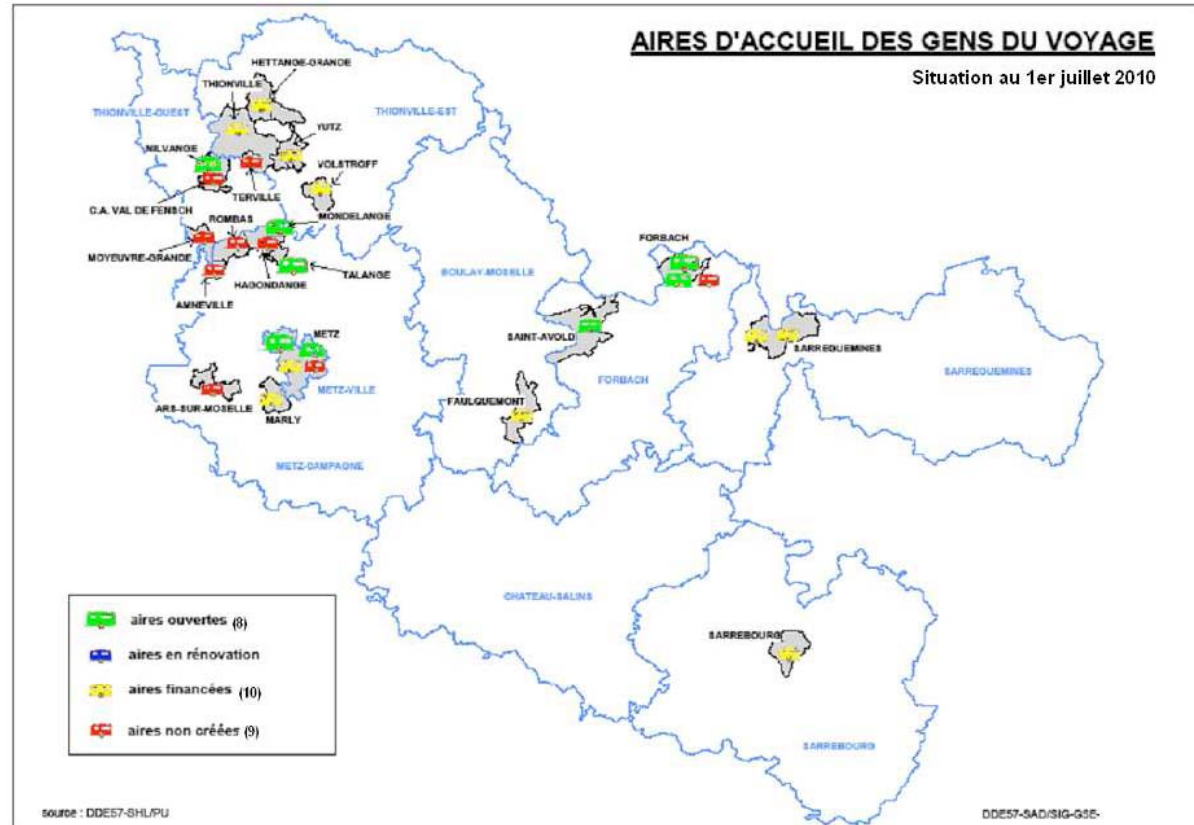 AIRES D'ACCUEIL DES GENS DU VOYAGE
Situation au 1er juillet 2010
HETTANGE-GRANDE
THIONVILLE
THIONVILLE-OUEST
THIONVILLE-EST
YUTZ
NILVANGE
VOLSTROFF
TERVILLE
C.A. VAL DE FENSCH
ROMBAS
MONDELANGE
MOYEUVRE-GRANDE
TALANGE
HAGONDANGE
AMNEVILLE
BOULAY-MOSELLE
FORBACH
METZ
SAINT-AVOLD
SARREGUEMINES
SARREGUEMINES
FORBACH
METZ-VILLE
FAULQUEMONT
ARS-SUR-MOSELLE
MARLY
METZ-CAMPAGNE
CHATEAU-SALINS
SARREBOURG
SARREBOURG
aires ouvertes (8)
aires en rénovation
aires financées (10)
aires non créées (9)
source : DDE57-SHL/PU
DDE57-SAD/SIG-GSE-